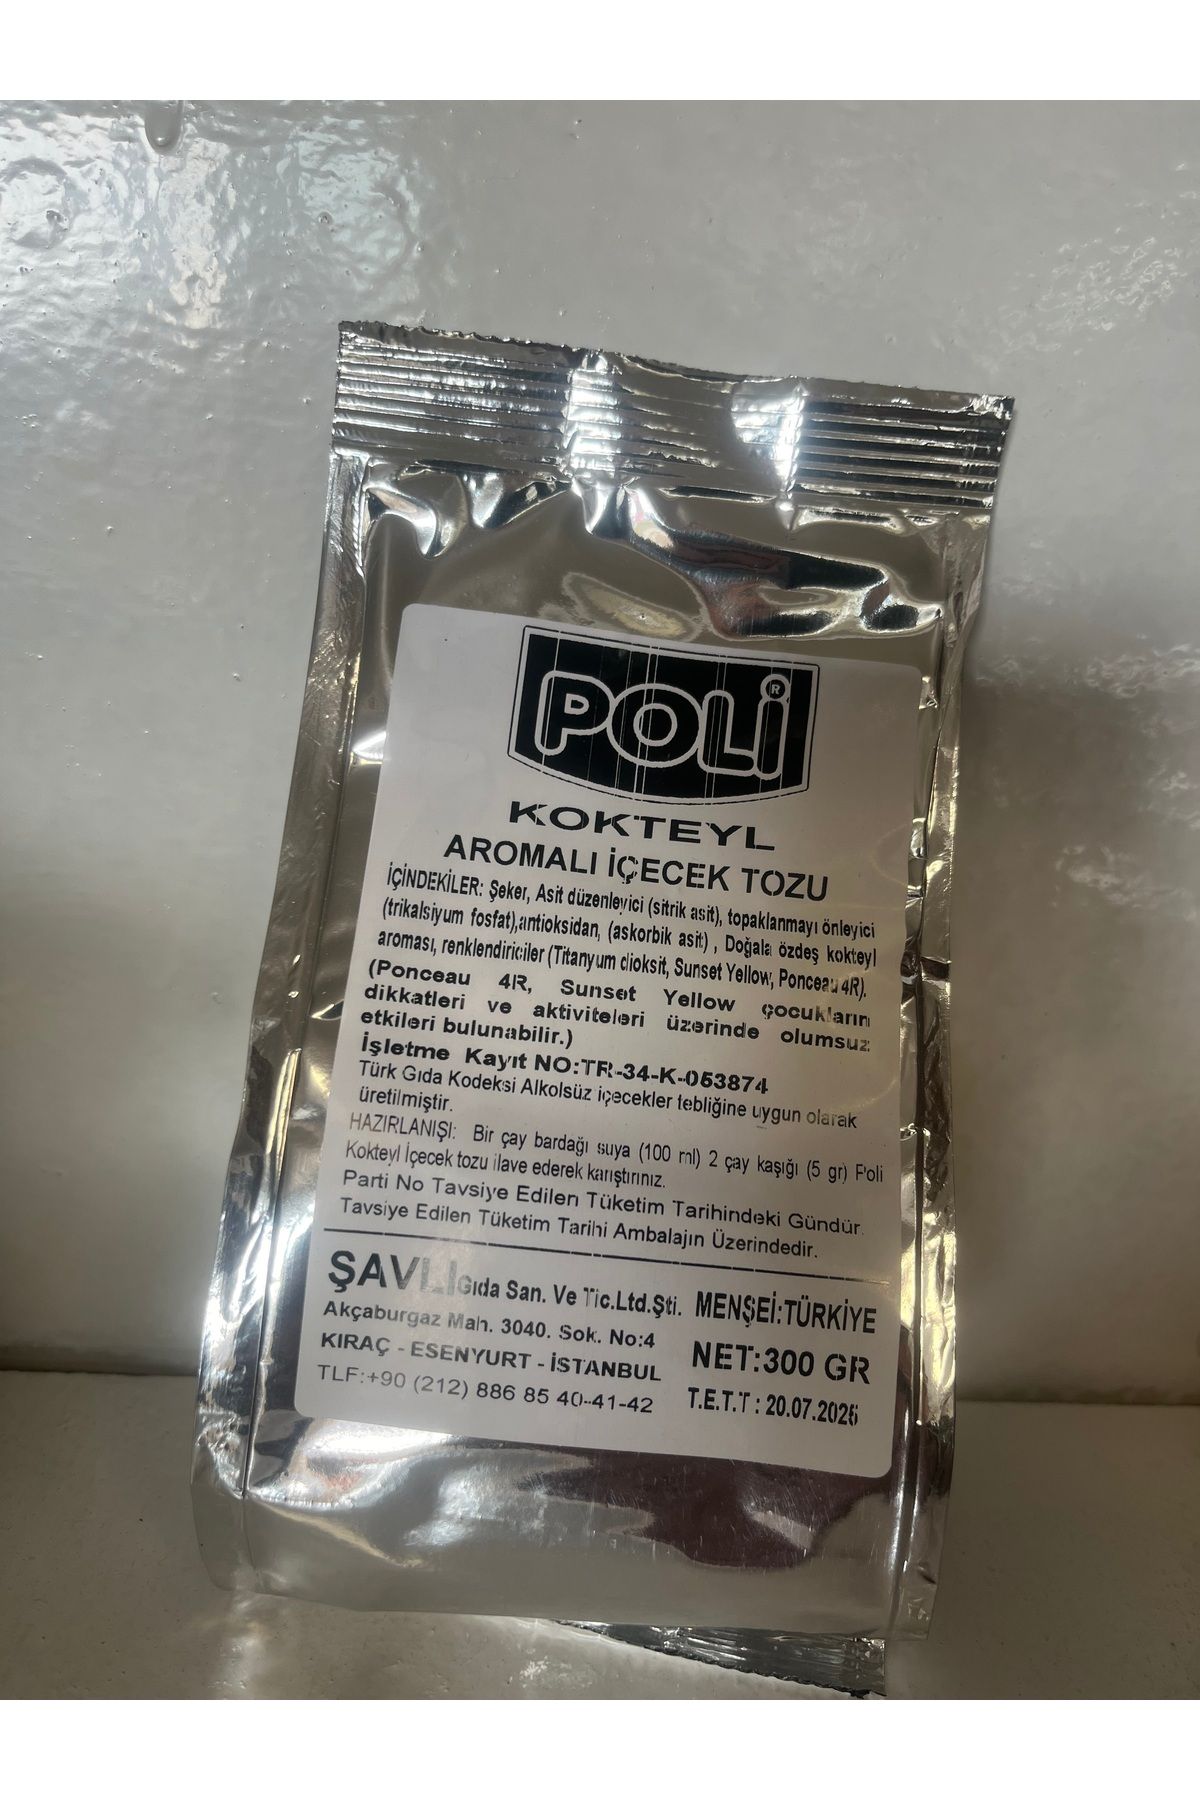 POLİ®
KOKTEYL
AROMALI İÇECEK TOZU
İÇİNDEKİLER: Şeker, Asit düzenleyici (sitrik asit), topaklanmayı önleyici
(trikalsiyum fosfat),antioksidan, (askorbik asit) , Doğala özdeş kokteyl
aroması, renklendiriciler (Titanyum dioksit, Sunset Yellow, Ponceau 4R).
(Ponceau 4R, Sunset Yellow çocukların
dikkatleri ve aktiviteleri üzerinde olumsuz
etkileri bulunabilir.)
İşletme Kayıt NO:TR-34-K-053874
Türk Gıda Kodeksi Alkolsüz içecekler tebliğine uygun olarak
üretilmiştir.
HAZIRLANIŞI: Bir çay bardağı suya (100 ml) 2 çay kaşığı (5 gr) Poli
Kokteyl İçecek tozu ilave ederek karıştırınız.
Parti No Tavsiye Edilen Tüketim Tarihindeki Gündür.
Tavsiye Edilen Tüketim Tarihi Ambalajın Üzerindedir.
ŞAVLI Gıda San. Ve Tic.Ltd.Şti.
Akçaburgaz Mah. 3040. Sok. No:4
KIRAÇ - ESENYURT - İSTANBUL
TLF:+90 (212) 886 85 40-41-42
MENŞEİ:TÜRKİYE
NET:300 GR
T.E.T.T : 20.07.2026